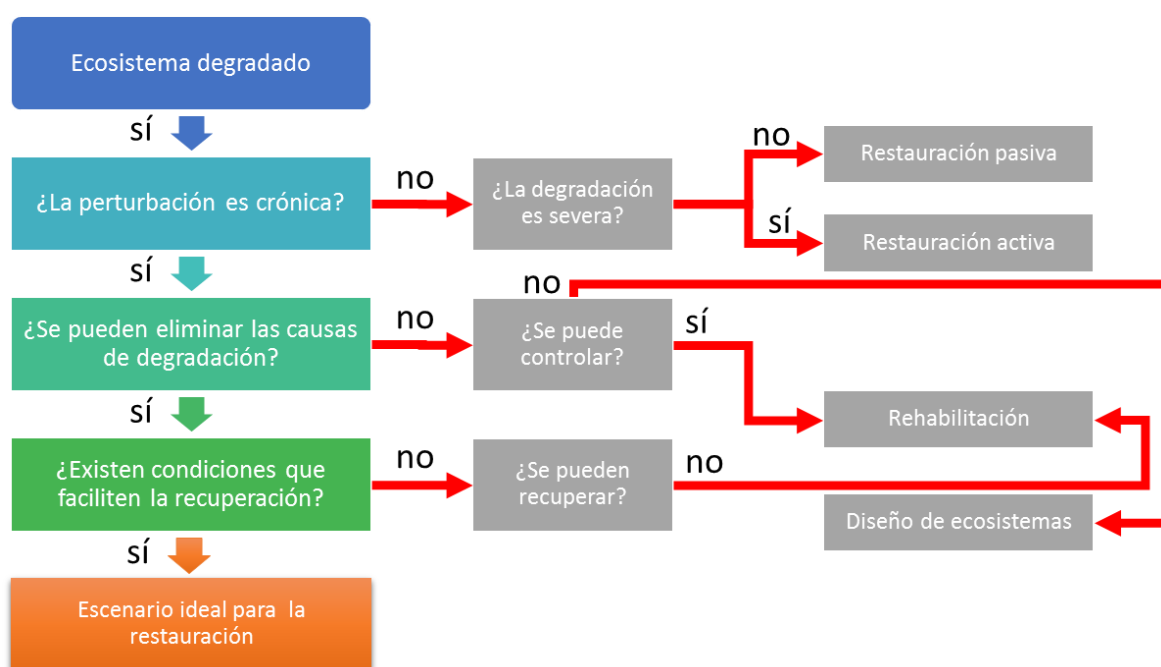 Ecosistema degradado
sí
no
Restauración pasiva
¿La perturbación es crónica?
no
¿La degradación
es severa?
sí
Restauración activa
sí
no
¿Se pueden eliminar las causas
de degradación?
no
¿Se puede
controlar?
sí
sí
Rehabilitación
¿Existen condiciones que
faciliten la recuperación?
no
¿Se pueden
recuperar?
no
Diseño de ecosistemas
sí
Escenario ideal para la
restauración